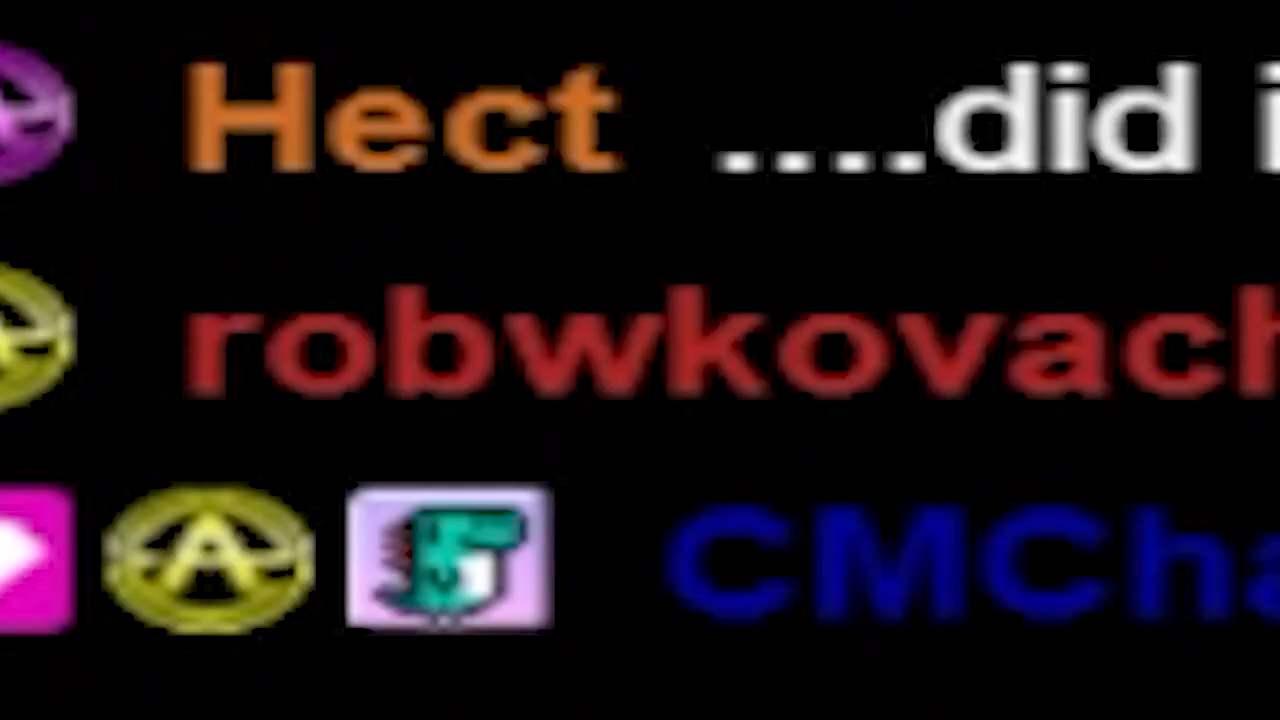 Hect ....did i
robwkovach
A CMCha